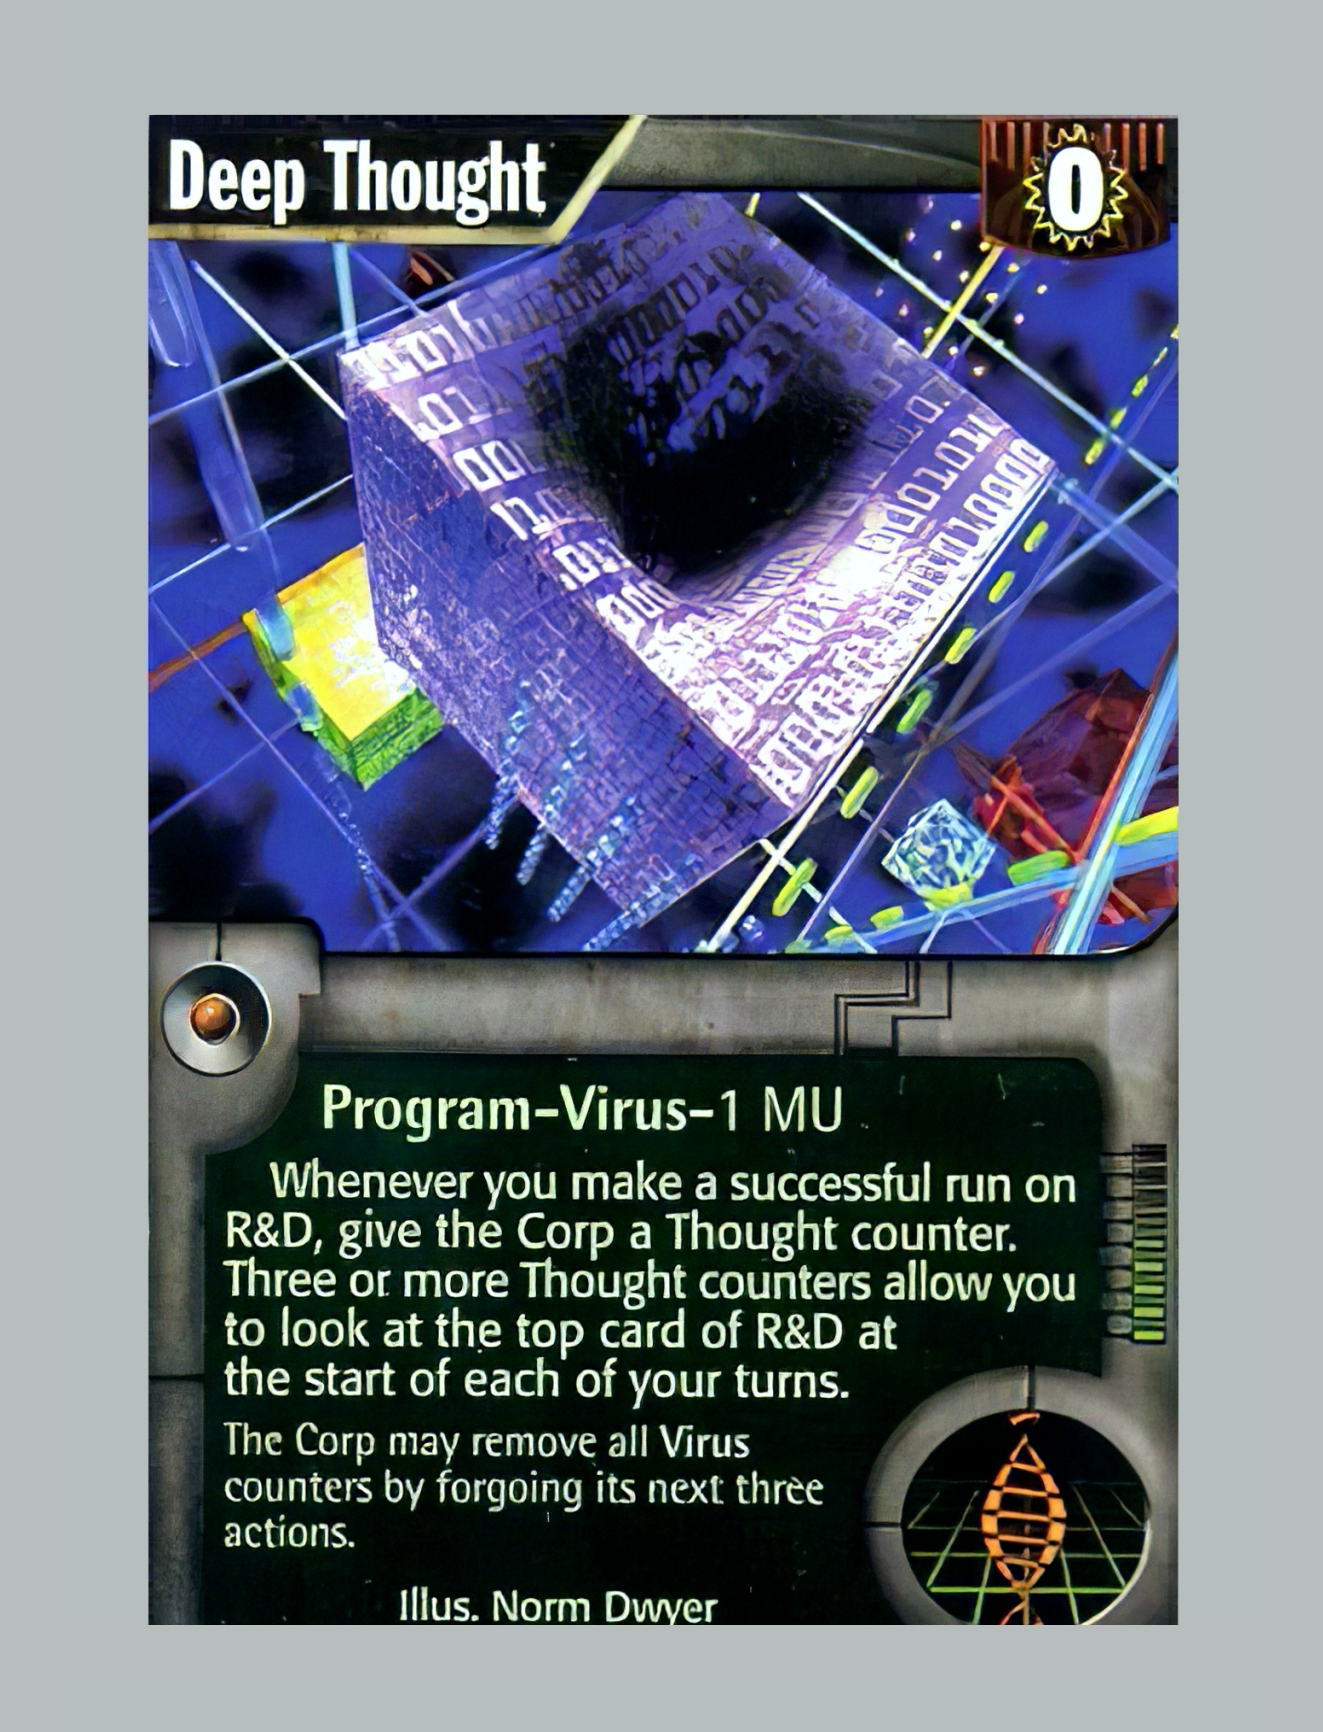 Deep Thought
0
Program-Virus-1 MU
Whenever you make a successful run on
R&D, give the Corp a Thought counter.
Three or more Thought counters allow you
to look at the top card of R&D at
the start of each of your turns.
The Corp may remove all Virus
counters by forgoing its next three
actions.
Illus. Norm Dwyer